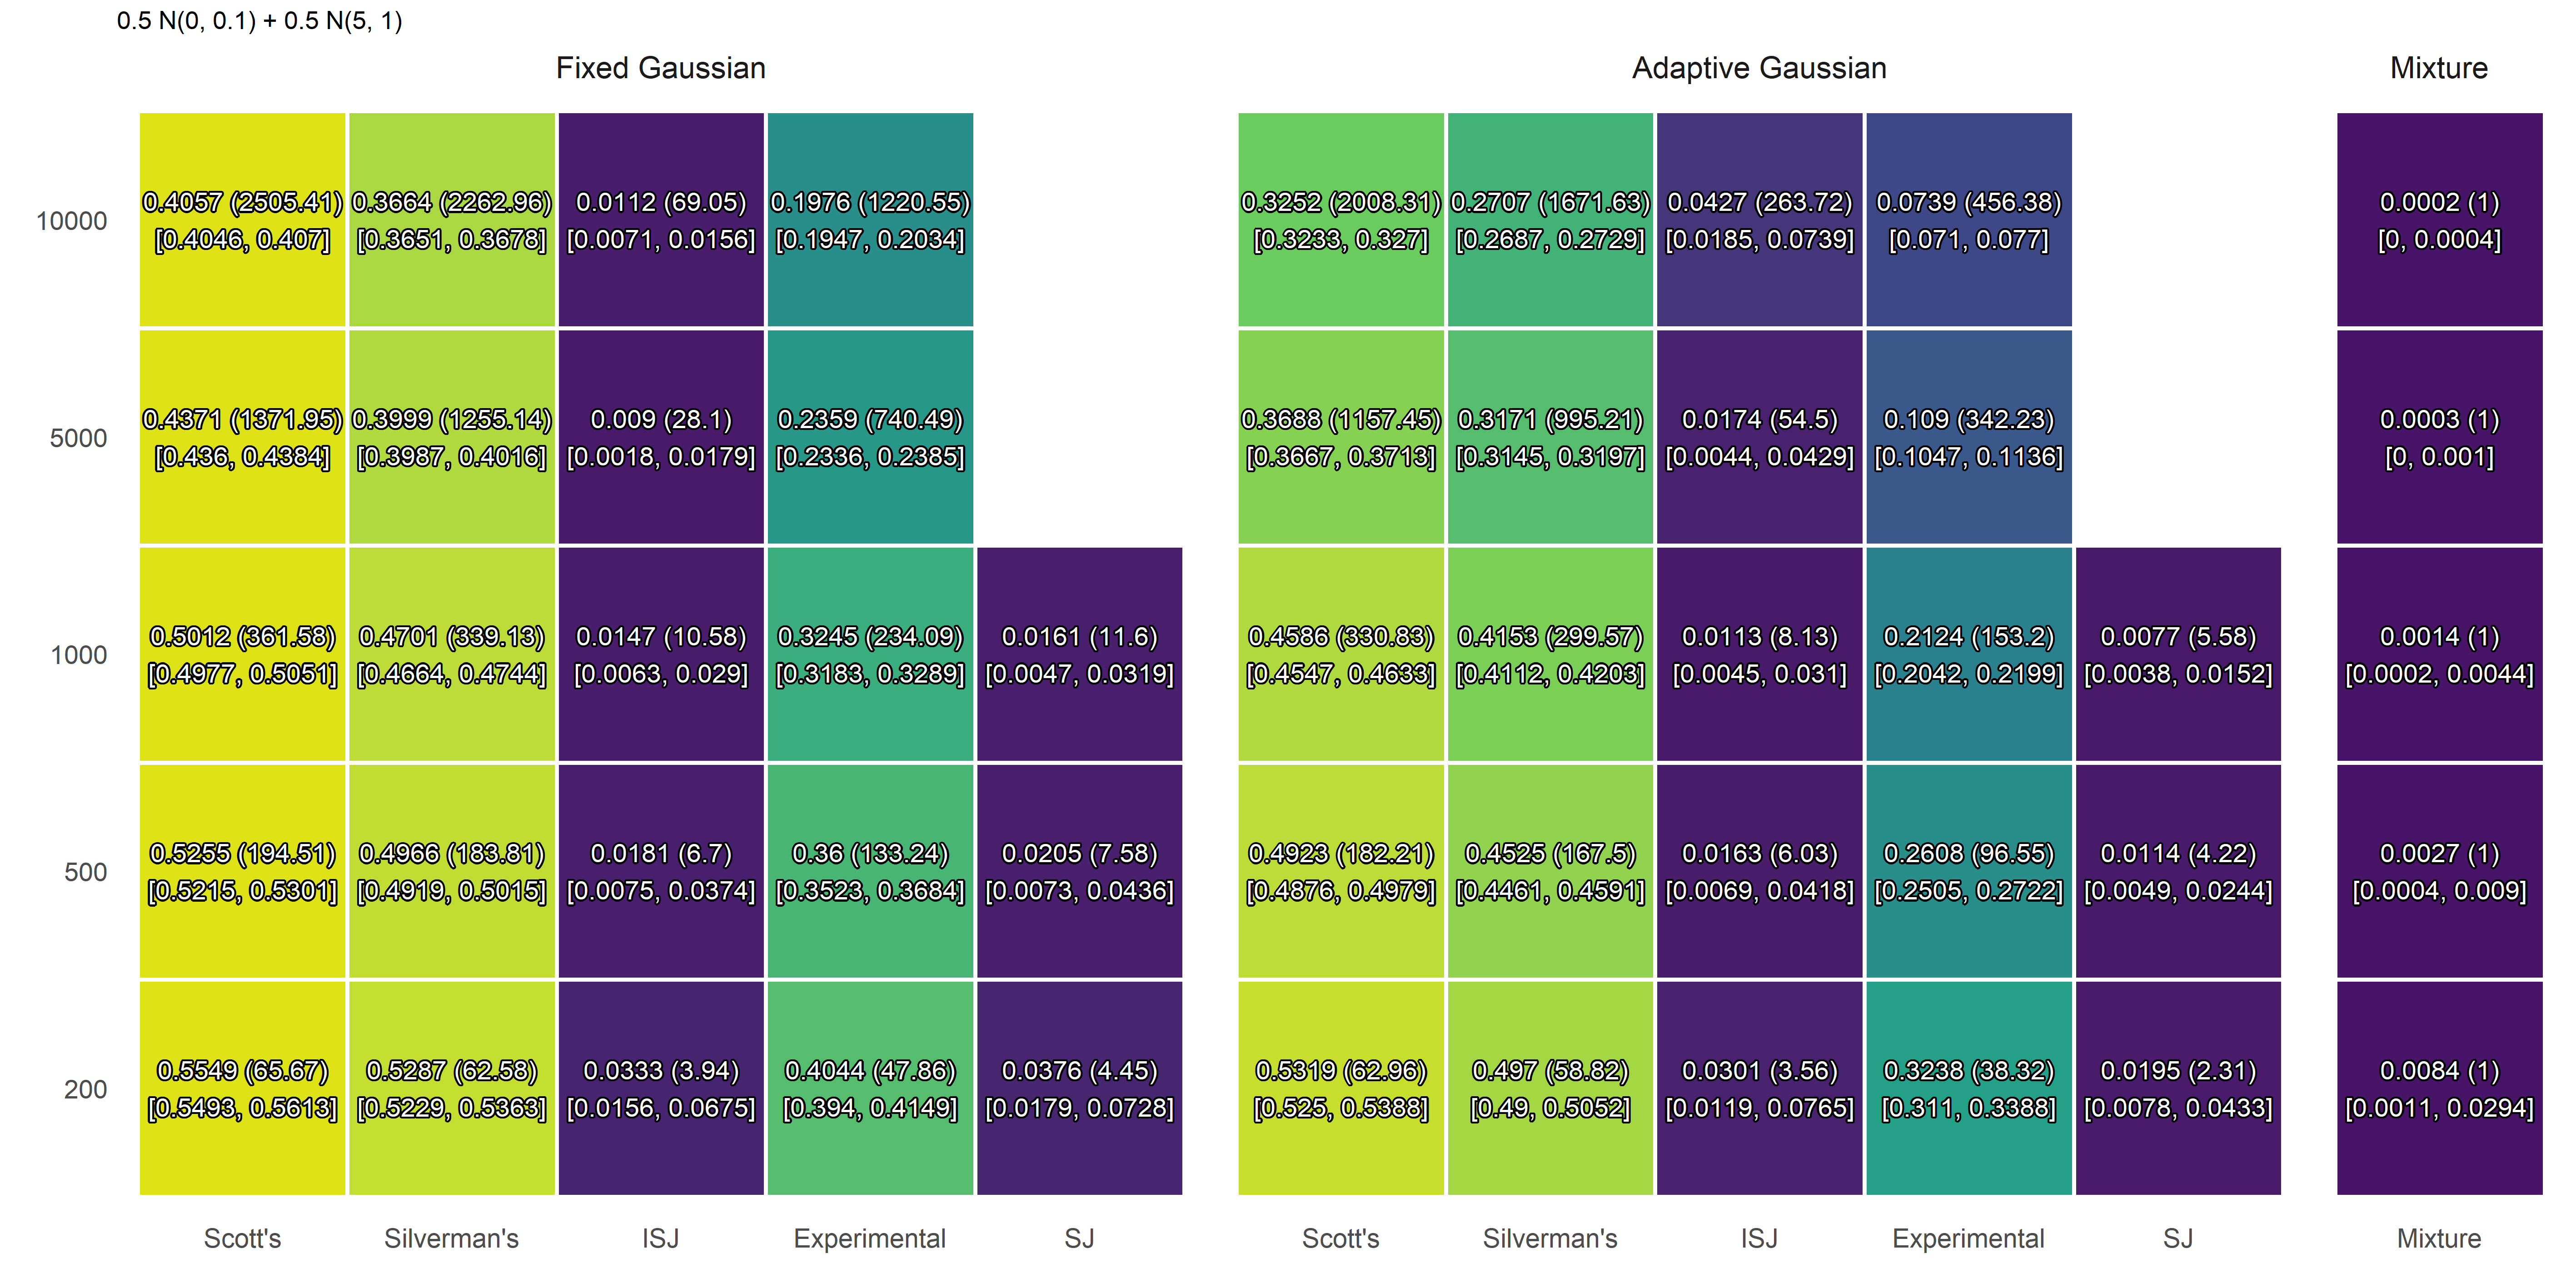 0.5 N(0, 0.1) + 0.5 N(5, 1)
Fixed Gaussian Adaptive Gaussian Mixture
0.4057 (2505.41) 0.3664 (2262.96) 0.0112 (69.05) 0.1976 (1220.55) 0.3252 (2008.31) 0.2707 (1671.63) 0.0427 (263.72) 0.0739 (456.38) 0.0002 (1)
10000
[0.4046, 0.407] [0.3651, 0.3678] [0.0071, 0.0156] [0.1947, 0.2034] [0.3233, 0.327] [0.2687, 0.2729] [0.0185, 0.0739] [0.071, 0.077] [0, 0.0004]
0.4371 (1371.95) 0.3999 (1255.14) 0.009 (28.1) 0.2359 (740.49) 0.3688 (1157.45) 0.3171 (995.21) 0.0174 (54.5) 0.109 (342.23) 0.0003 (1)
5000
[0.436, 0.4384] [0.3987, 0.4016] [0.0018, 0.0179] [0.2336, 0.2385] [0.3667, 0.3713] [0.3145, 0.3197] [0.0044, 0.0429] [0.1047, 0.1136] [0, 0.001]
0.5012 (361.58) 0.4701 (339.13) 0.0147 (10.58) 0.3245 (234.09) 0.0161 (11.6) 0.4586 (330.83) 0.4153 (299.57) 0.0113 (8.13) 0.2124 (153.2) 0.0077 (5.58) 0.0014 (1)
1000
[0.4977, 0.5051] [0.4664, 0.4744] [0.0063, 0.029] [0.3183, 0.3289] [0.0047, 0.0319] [0.4547, 0.4633] [0.4112, 0.4203] [0.0045, 0.031] [0.2042, 0.2199] [0.0038, 0.0152] [0.0002, 0.0044]
0.5255 (194.51) 0.4966 (183.81) 0.0181 (6.7) 0.36 (133.24) 0.0205 (7.58) 0.4923 (182.21) 0.4525 (167.5) 0.0163 (6.03) 0.2608 (96.55) 0.0114 (4.22) 0.0027 (1)
500
[0.5215, 0.5301] [0.4919, 0.5015] [0.0075, 0.0374] [0.3523, 0.3684] [0.0073, 0.0436] [0.4876, 0.4979] [0.4461, 0.4591] [0.0069, 0.0418] [0.2505, 0.2722] [0.0049, 0.0244] [0.0004, 0.009]
0.5549 (65.67) 0.5287 (62.58) 0.0333 (3.94) 0.4044 (47.86) 0.0376 (4.45) 0.5319 (62.96) 0.497 (58.82) 0.0301 (3.56) 0.3238 (38.32) 0.0195 (2.31) 0.0084 (1)
200
[0.5493, 0.5613] [0.5229, 0.5363] [0.0156, 0.0675] [0.394, 0.4149] [0.0179, 0.0728] [0.525, 0.5388] [0.49, 0.5052] [0.0119, 0.0765] [0.311, 0.3388] [0.0078, 0.0433] [0.0011, 0.0294]
Scott's Silverman's ISJ Experimental SJ Scott's Silverman's ISJ Experimental SJ Mixture